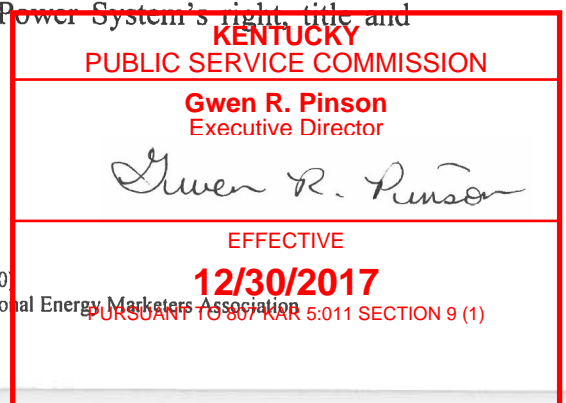 Power System's right, title and
KENTUCKY
PUBLIC SERVICE COMMISSION
Gwen R. Pinson
Executive Director
Gwen R. Pinson
EFFECTIVE
12/30/2017
onal Energy Marketers Association
PURSUANT TO 807 KAR 5:011 SECTION 9 (1)